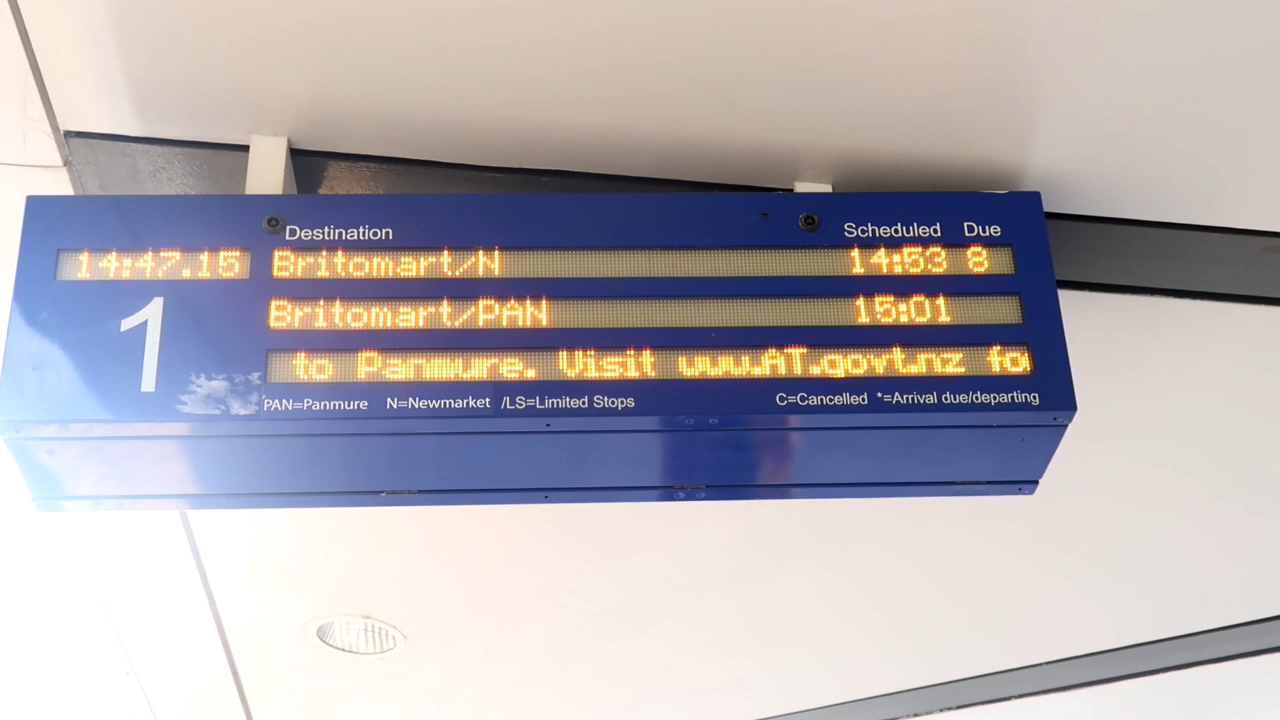 Destination Scheduled Due
14:47.15 Britomart/N 14:53 8
1
Britomart/PAN 15:01
to Panmure. Visit www.AT.govt.nz for
PAN=Panmure N=Newmarket /LS=Limited Stops C=Cancelled *=Arrival due/departing